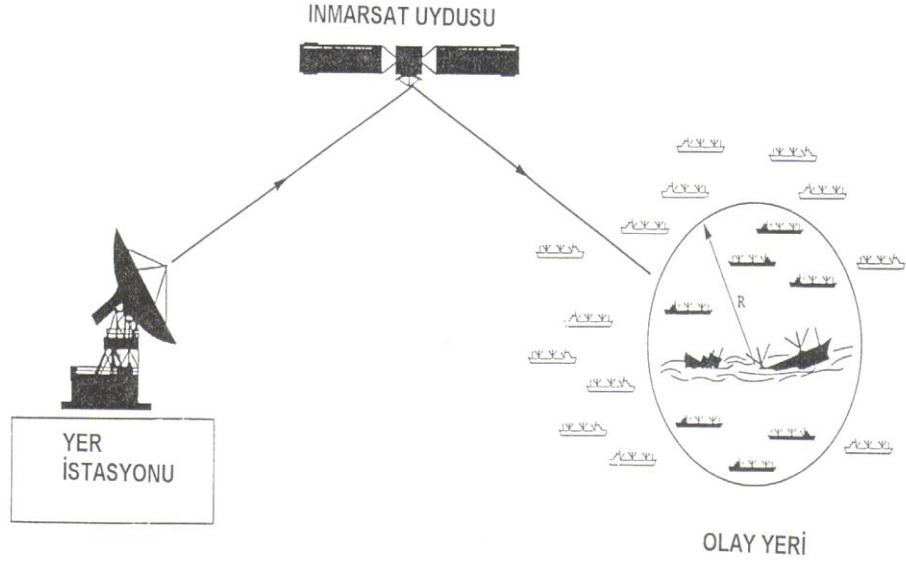 INMARSAT UYDUSU
R
YER
İSTASYONU
OLAY YERİ